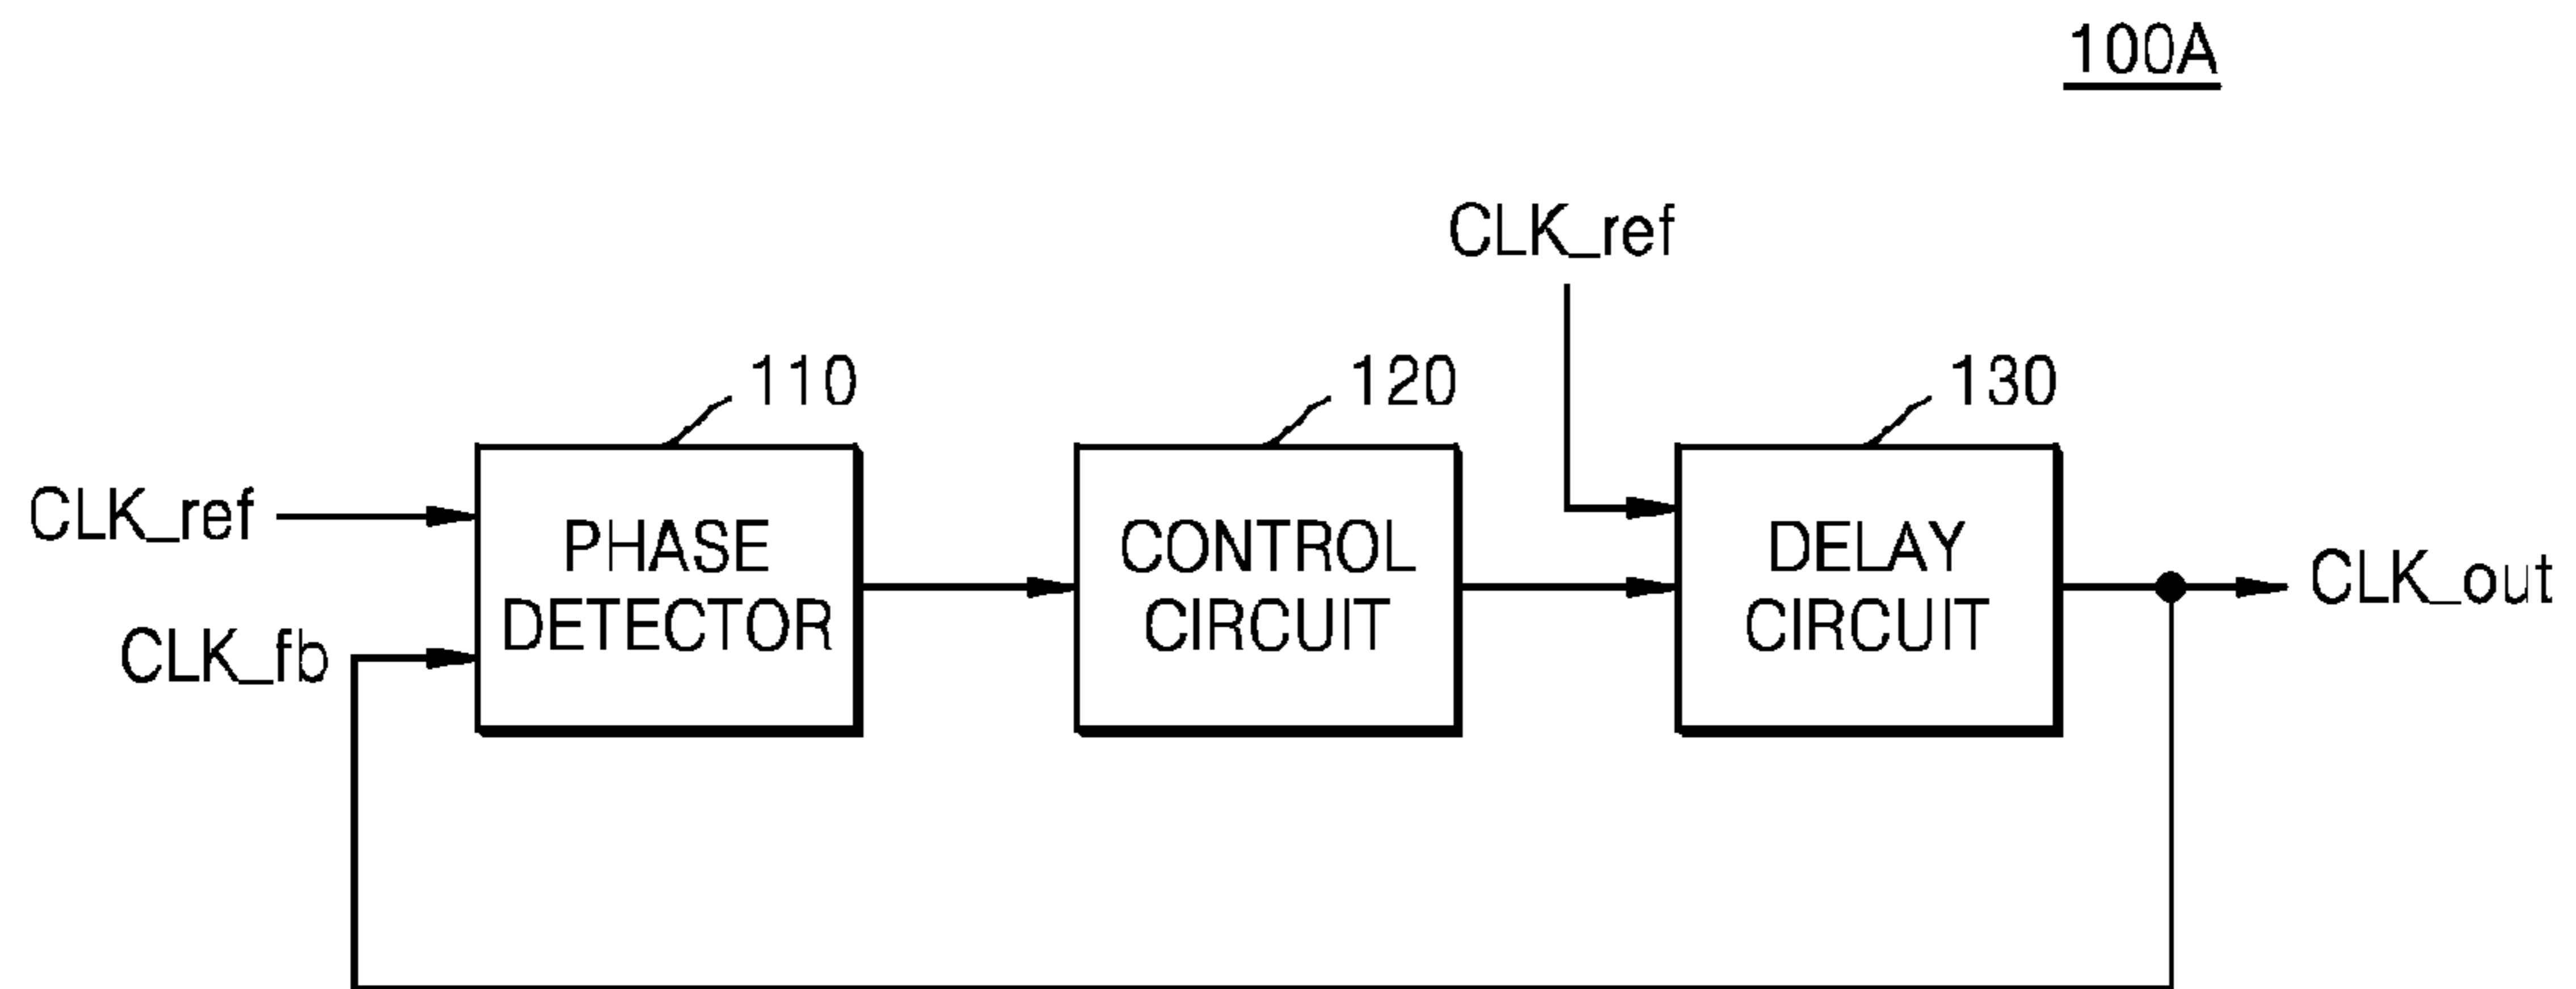 100A
CLK_ref
110
120
130
CLK_ref
PHASE
DETECTOR
CONTROL
CIRCUIT
DELAY
CIRCUIT
CLK_out
CLK_fb